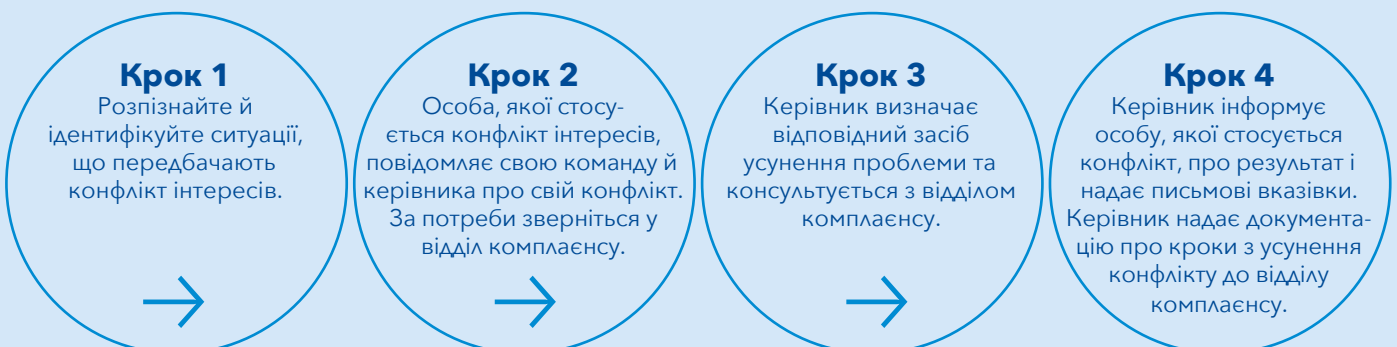 Крок 1
Розпізнайте й
ідентифікуйте ситуації,
що передбачають
конфлікт інтересів.
Крок 2
Особа, якої стосу-
ється конфлікт інтересів,
повідомляє свою команду й
керівника про свій конфлікт.
За потреби зверніться у
відділ комплаєнсу.
Крок 3
Керівник визначає
відповідний засіб
усунення проблеми та
консультується з відділом
комплаєнсу.
Крок 4
Керівник інформує
особу, якої стосується
конфлікт, про результат і
надає письмові вказівки.
Керівник надає документа-
цію про кроки з усунення
конфлікту до відділу
комплаєнсу.